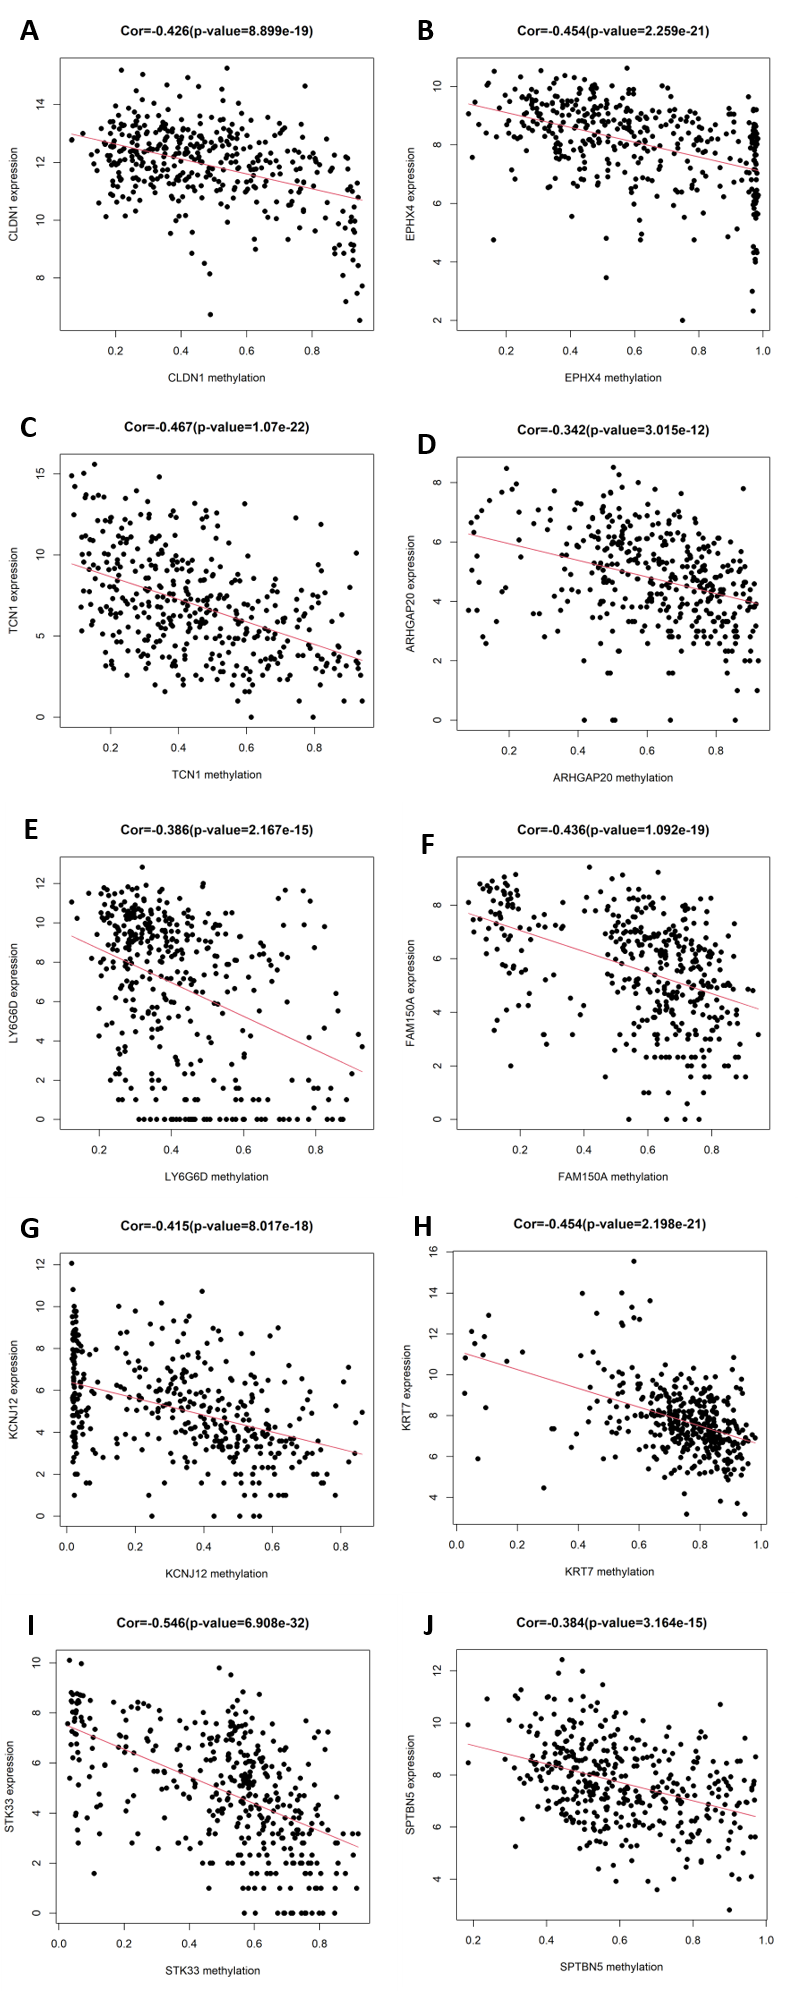 A
Cor=-0.426(p-value=8.899e-19)
CLDN1 expression
14
12
10
8
0.2 0.4 0.6 0.8
CLDN1 methylation
B
Cor=-0.454(p-value=2.259e-21)
EPHX4 expression
10
8
6
4
2
0.2 0.4 0.6 0.8 1.0
EPHX4 methylation
C
Cor=-0.467(p-value=1.07e-22)
TCN1 expression
15
10
5
0
0.2 0.4 0.6 0.8
TCN1 methylation
D
Cor=-0.342(p-value=3.015e-12)
ARHGAP20 expression
8
6
4
2
0
0.2 0.4 0.6 0.8
ARHGAP20 methylation
E
Cor=-0.386(p-value=2.167e-15)
LY6G6D expression
12
10
8
6
4
2
0
0.2 0.4 0.6 0.8
LY6G6D methylation
F
Cor=-0.436(p-value=1.092e-19)
FAM150A expression
8
6
4
2
0
0.2 0.4 0.6 0.8
FAM150A methylation
G
Cor=-0.415(p-value=8.017e-18)
KCNJ12 expression
12
10
8
6
4
2
0
0.0 0.2 0.4 0.6 0.8
KCNJ12 methylation
H
Cor=-0.454(p-value=2.198e-21)
KRT7 expression
16
14
12
10
8
6
4
0.0 0.2 0.4 0.6 0.8 1.0
KRT7 methylation
I
Cor=-0.546(p-value=6.908e-32)
STK33 expression
10
8
6
4
2
0
0.0 0.2 0.4 0.6 0.8
STK33 methylation
J
Cor=-0.384(p-value=3.164e-15)
SPTBN5 expression
12
10
8
6
4
0.2 0.4 0.6 0.8 1.0
SPTBN5 methylation